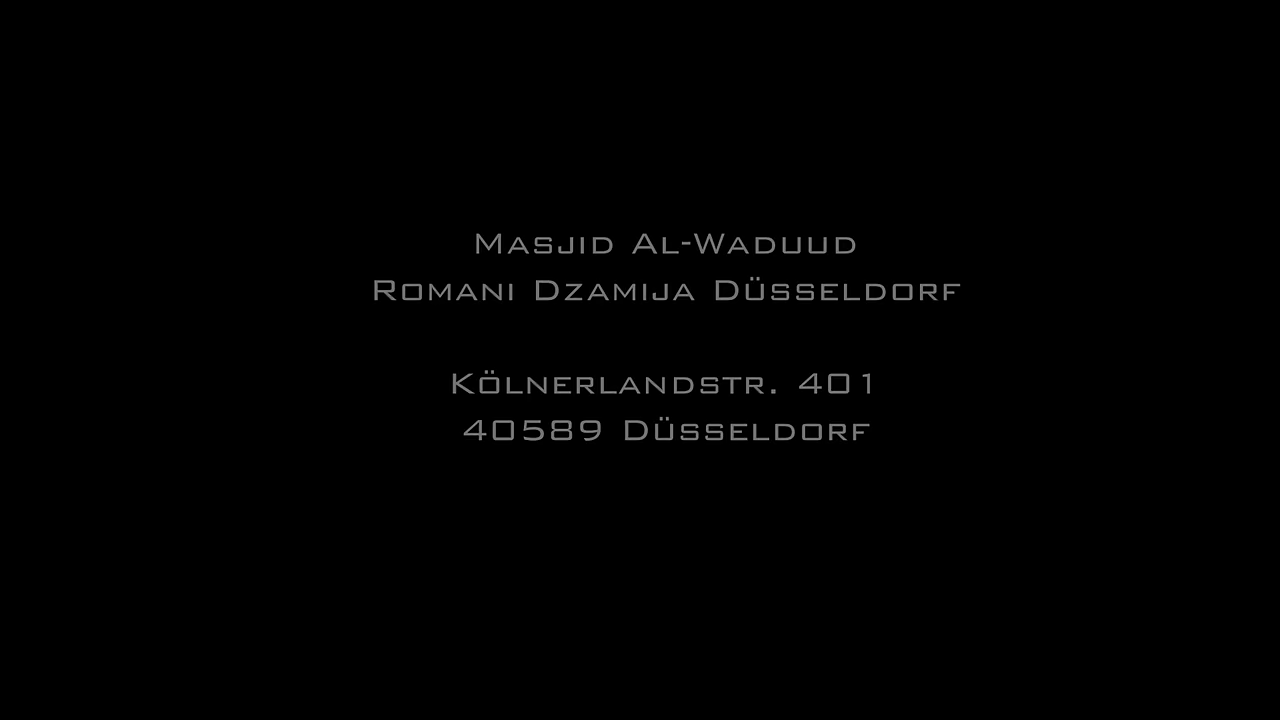 Masjid Al-Waduud
Romani Dzamija Düsseldorf
Kölnerlandstr. 401
40589 Düsseldorf